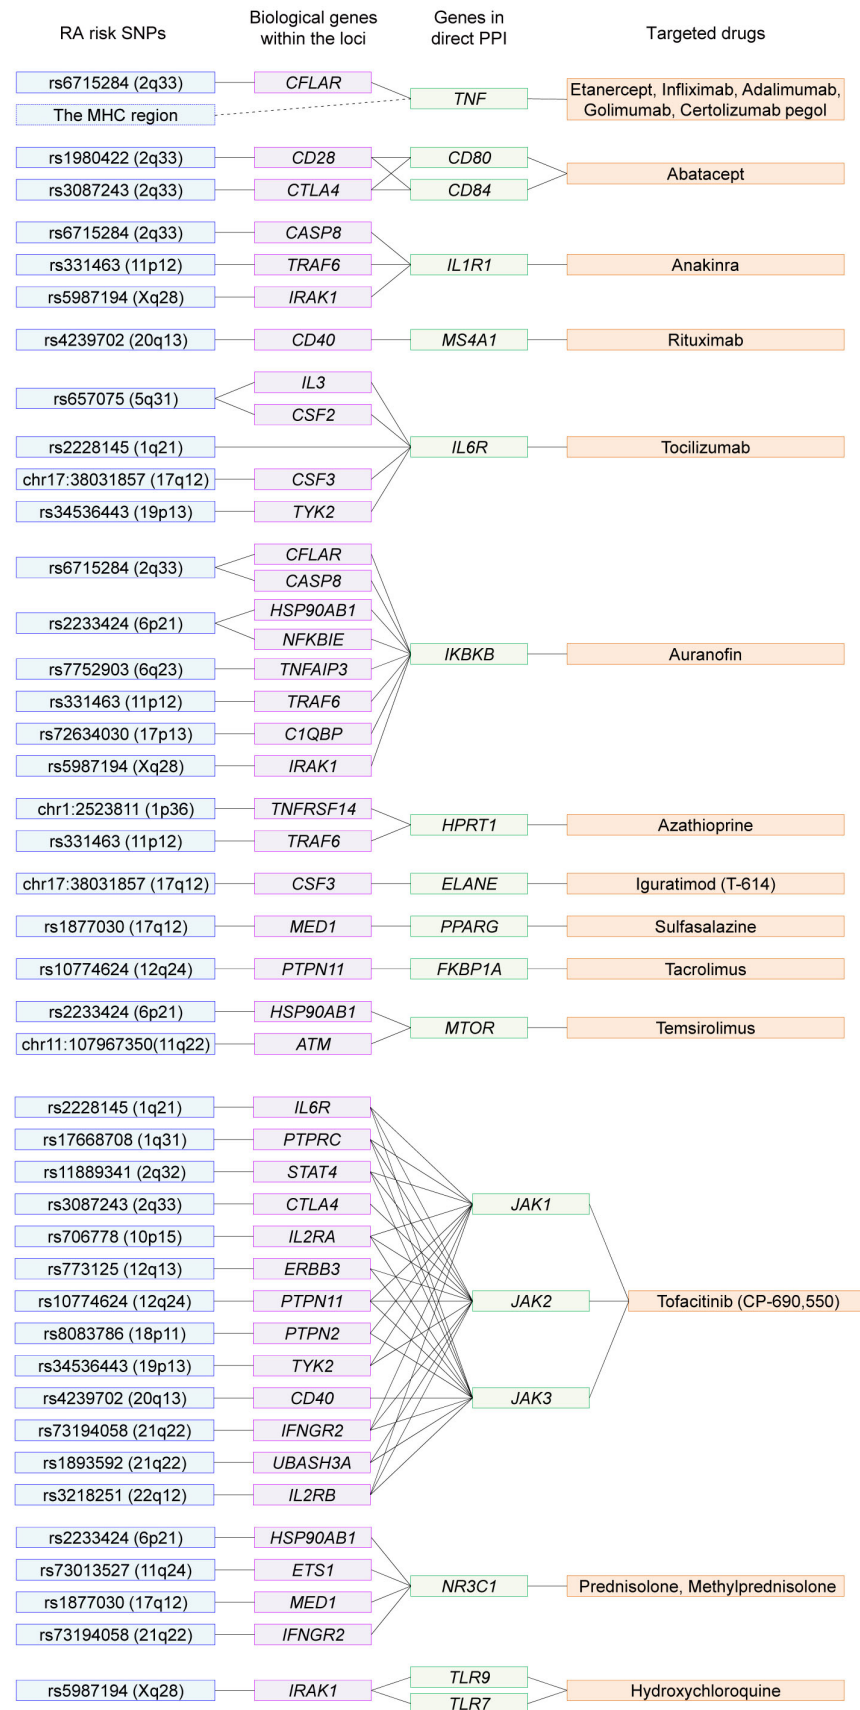 RA risk SNPs
Biological genes
within the loci
Genes in
direct PPI
Targeted drugs
rs6715284 (2q33)
CFLAR
The MHC region
TNF
Etanercept, Infliximab, Adalimumab,
Golimumab, Certolizumab pegol
rs1980422 (2q33)
CD28
CD80
rs3087243 (2q33)
CTLA4
CD84
Abatacept
rs6715284 (2q33)
CASP8
rs331463 (11p12)
TRAF6
IL1R1
Anakinra
rs5987194 (Xq28)
IRAK1
rs4239702 (20q13)
CD40
MS4A1
Rituximab
rs657075 (5q31)
IL3
CSF2
rs2228145 (1q21)
IL6R
Tocilizumab
chr17:38031857 (17q12)
CSF3
rs34536443 (19p13)
TYK2
rs6715284 (2q33)
CFLAR
CASP8
rs2233424 (6p21)
HSP90AB1
NFKBIE
IKBKB
Auranofin
rs7752903 (6q23)
TNFAIP3
rs331463 (11p12)
TRAF6
rs72634030 (17p13)
C1QBP
rs5987194 (Xq28)
IRAK1
chr1:2523811 (1p36)
TNFRSF14
rs331463 (11p12)
TRAF6
HPRT1
Azathioprine
chr17:38031857 (17q12)
CSF3
ELANE
Iguratimod (T-614)
rs1877030 (17q12)
MED1
PPARG
Sulfasalazine
rs10774624 (12q24)
PTPN11
FKBP1A
Tacrolimus
rs2233424 (6p21)
HSP90AB1
chr11:107967350(11q22)
ATM
MTOR
Temsirolimus
rs2228145 (1q21)
IL6R
rs17668708 (1q31)
PTPRC
rs11889341 (2q32)
STAT4
rs3087243 (2q33)
CTLA4
JAK1
rs706778 (10p15)
IL2RA
rs773125 (12q13)
ERBB3
rs10774624 (12q24)
PTPN11
JAK2
Tofacitinib (CP-690,550)
rs8083786 (18p11)
PTPN2
rs34536443 (19p13)
TYK2
rs4239702 (20q13)
CD40
JAK3
rs73194058 (21q22)
IFNGR2
rs1893592 (21q22)
UBASH3A
rs3218251 (22q12)
IL2RB
rs2233424 (6p21)
HSP90AB1
rs73013527 (11q24)
ETS1
NR3C1
Prednisolone, Methylprednisolone
rs1877030 (17q12)
MED1
rs73194058 (21q22)
IFNGR2
rs5987194 (Xq28)
IRAK1
TLR9
TLR7
Hydroxychloroquine